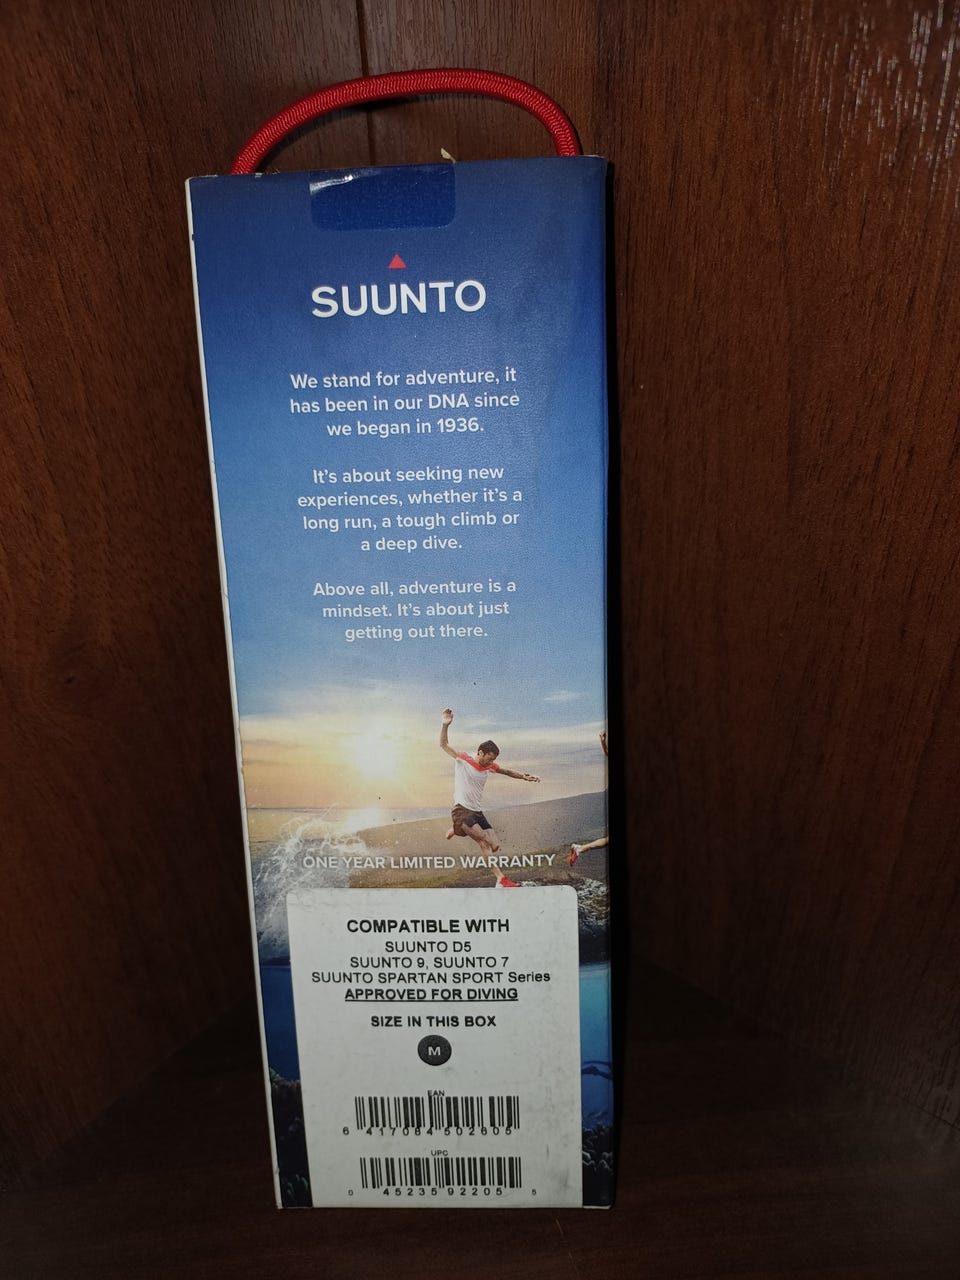 SUUNTO
We stand for adventure, it
has been in our DNA since
we began in 1936.
It's about seeking new
experiences, whether it's a
long run, a tough climb or
a deep dive.
Above all, adventure is a
mindset. It's about just
getting out there.
ONE YEAR LIMITED WARRANTY
COMPATIBLE WITH
SUUNTO D5
SUUNTO 9, SUUNTO 7
SUUNTO SPARTAN SPORT Series
APPROVED FOR DIVING
SIZE IN THIS BOX
M
EAN
6 417084 502605
UPC
0 45235 92205 5